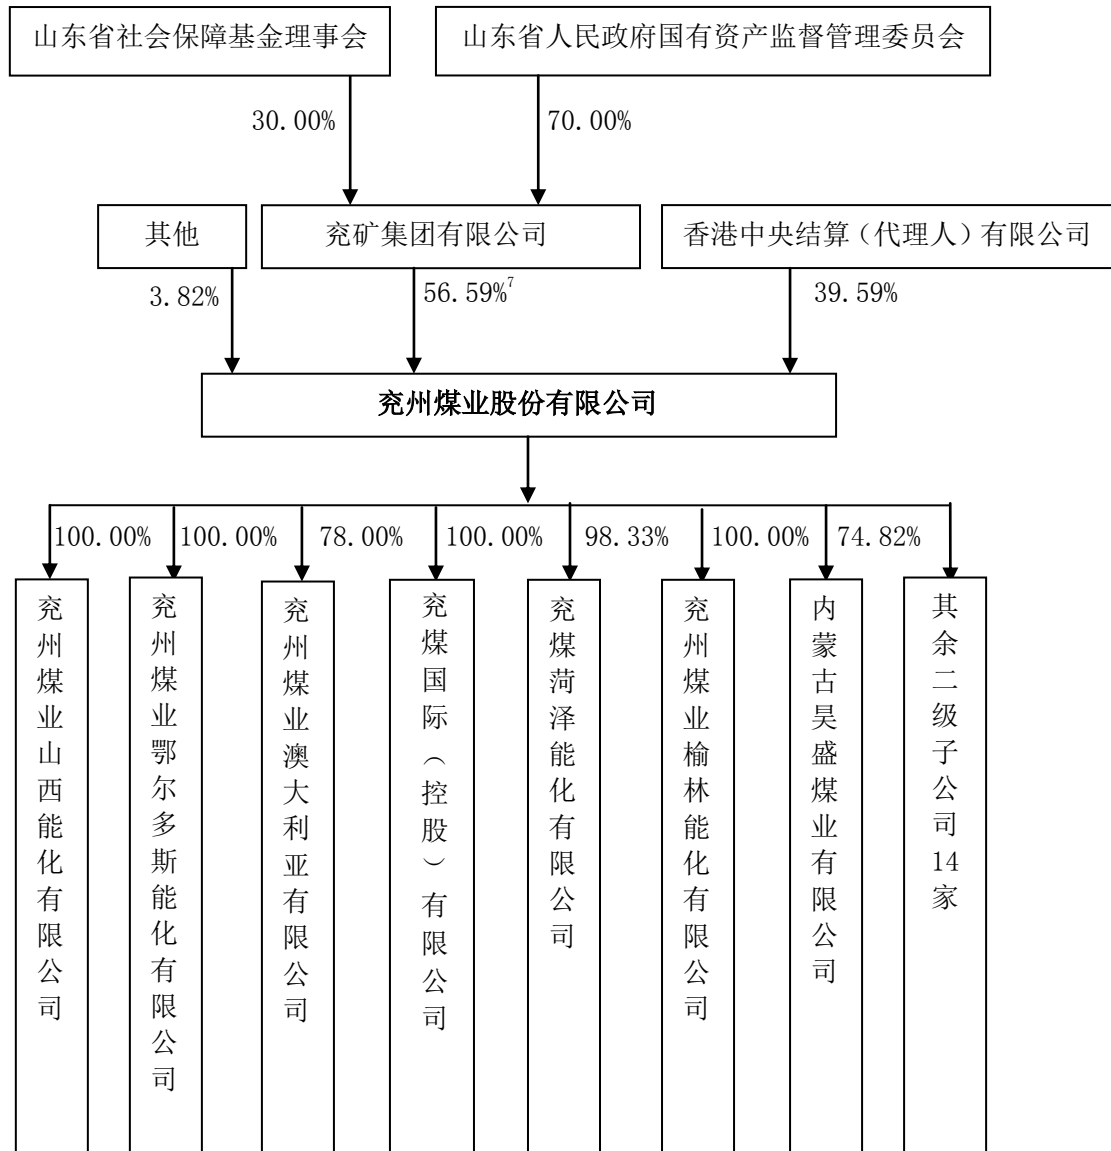 山东省社会保障基金理事会
山东省人民政府国有资产监督管理委员会
30.00%
70.00%
其他
兖矿集团有限公司
香港中央结算（代理人）有限公司
3.82%
56.59%7
39.59%
兖州煤业股份有限公司
100.00%
100.00%
78.00%
100.00%
98.33%
100.00%
74.82%
兖州煤业山西能化有限公司
兖州煤业鄂尔多斯能化有限公司
兖州煤业澳大利亚有限公司
兖煤国际（控股）有限公司
兖煤菏泽能化有限公司
兖州煤业榆林能化有限公司
内蒙古昊盛煤业有限公司
其余二级子公司14家